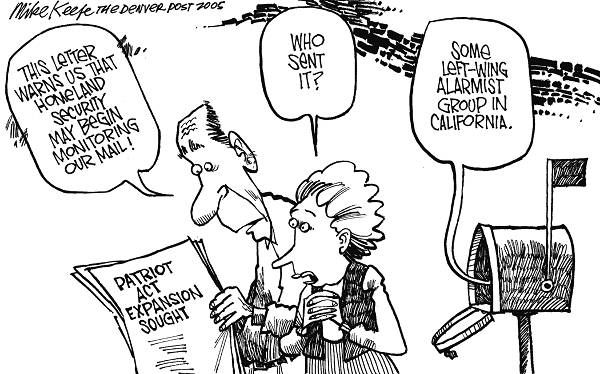 Mike Keefe THE DENVER POST 2005
THIS LETTER
WARNS US THAT
HOMELAND
SECURITY
MAY BEGIN
MONITORING
OUR MAIL!
WHO
SENT
IT?
SOME
LEFT-WING
ALARMIST
GROUP IN
CALIFORNIA.
PATRIOT
ACT
EXPANSION
SOUGHT